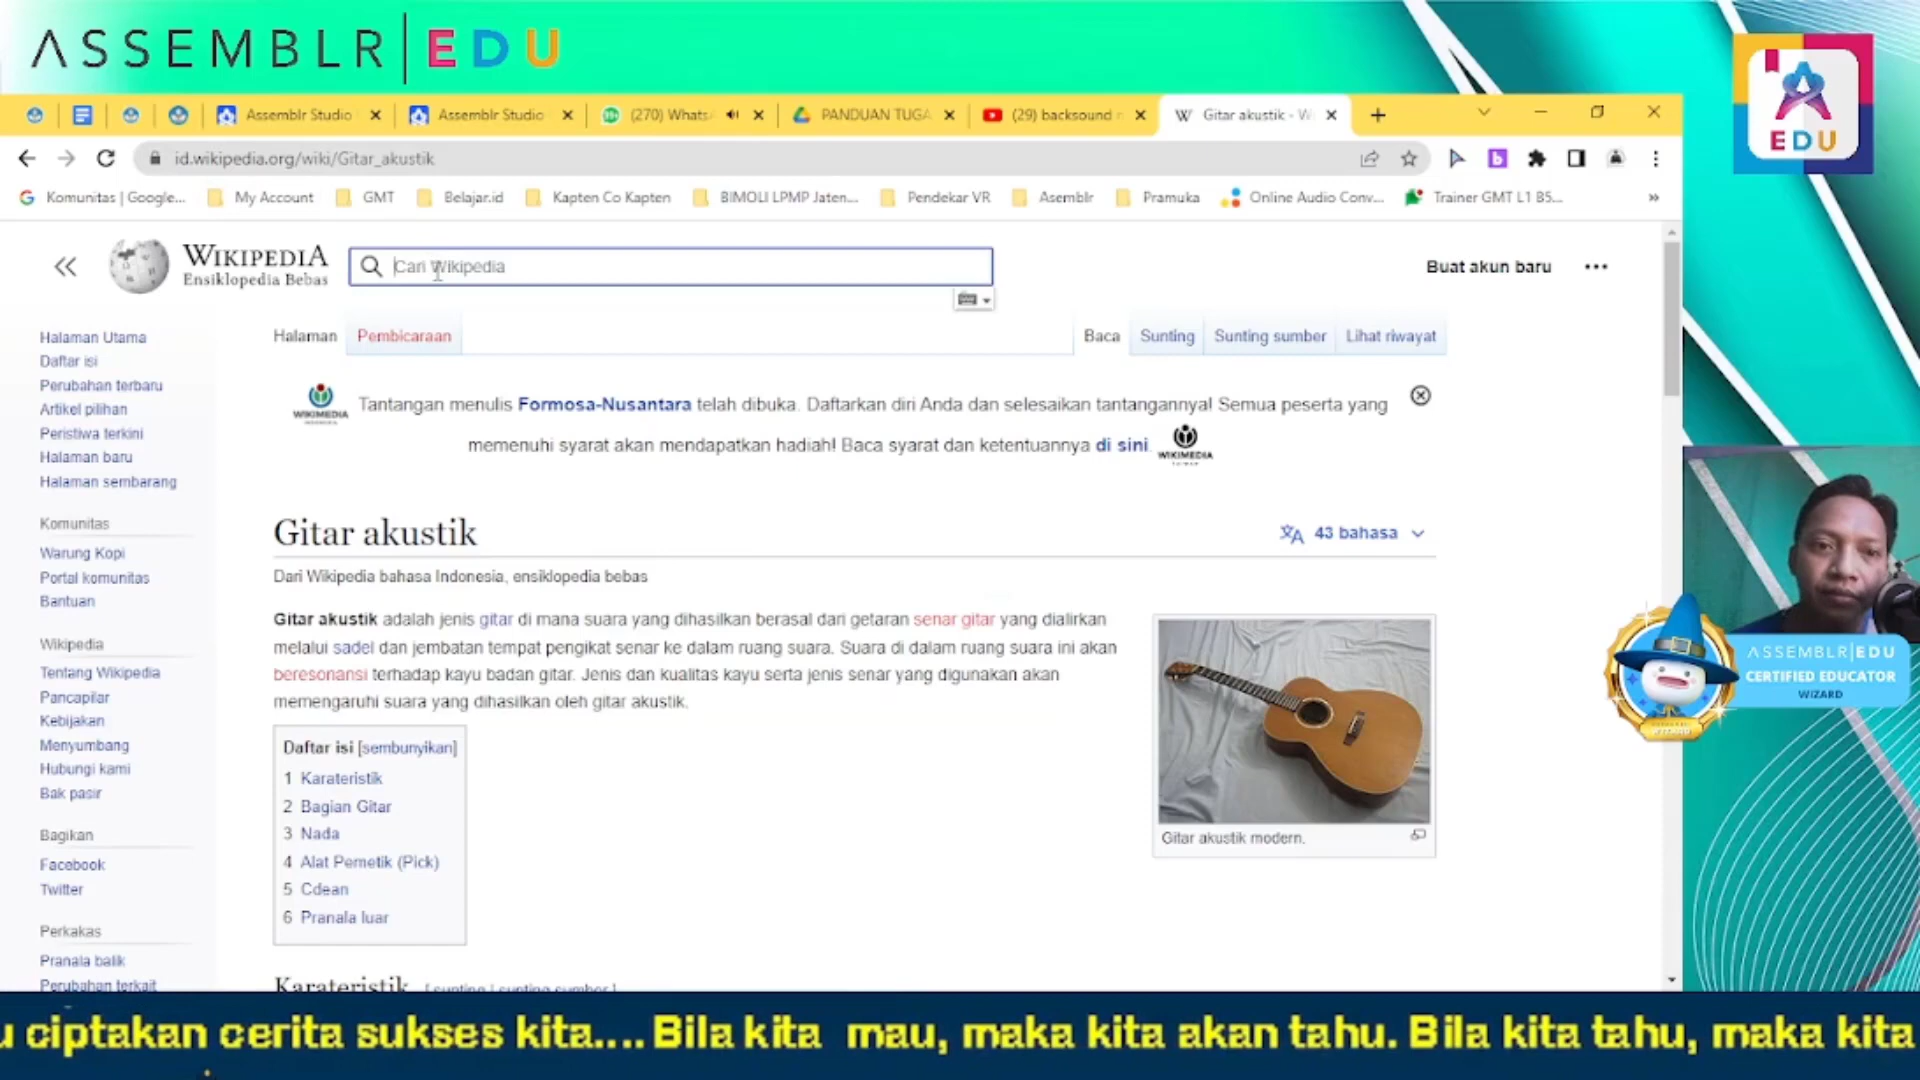 ASSEMBLR|EDU
EDU
Assemblr Studio
Assemblr Studio
(270) Whats
PANDUAN TUGA
(29) backsound
Gitar akustik - W
id.wikipedia.org/wiki/Gitar_akustik
Komunitas | Google...
My Account
GMT
Belajar.id
Kapten Co Kapten
BIMOLI LPMP Jaten...
Pendekar VR
Asemblr
Pramuka
Online Audio Conv...
Trainer GMT L1 B5...
»
WIKIPEDIA
Ensiklopedia Bebas
Cari Wikipedia
Buat akun baru
Halaman
Pembicaraan
Baca
Sunting
Sunting sumber
Lihat riwayat
Halaman Utama
Daftar isi
Perubahan terbaru
Artikel pilihan
Peristiwa terkini
Halaman baru
Halaman sembarang
Komunitas
Warung Kopi
Portal komunitas
Bantuan
Wikipedia
Tentang Wikipedia
Pancapilar
Kebijakan
Menyumbang
Hubungi kami
Bak pasir
Bagikan
Facebook
Twitter
Perkakas
Pranala balik
Perubahan terkait
WIKIMEDIA
Tantangan menulis Formosa-Nusantara telah dibuka. Daftarkan diri Anda dan selesaikan tantangannya! Semua peserta yang
memenuhi syarat akan mendapatkan hadiah! Baca syarat dan ketentuannya di sini.
WIKIMEDIA
Gitar akustik
43 bahasa
Dari Wikipedia bahasa Indonesia, ensiklopedia bebas
Gitar akustik adalah jenis gitar di mana suara yang dihasilkan berasal dari getaran senar gitar yang dialirkan
melalui sadel dan jembatan tempat pengikat senar ke dalam ruang suara. Suara di dalam ruang suara ini akan
beresonansi terhadap kayu badan gitar. Jenis dan kualitas kayu serta jenis senar yang digunakan akan
memengaruhi suara yang dihasilkan oleh gitar akustik.
Daftar isi [sembunyikan]
1 Karateristik
2 Bagian Gitar
3 Nada
4 Alat Pemetik (Pick)
5 Cdean
6 Pranala luar
Gitar akustik modern.
Karateristik [ sunting | sunting sumber ]
ASSEMBLR|EDU
CERTIFIED EDUCATOR
WIZARD
u ciptakan cerita sukses kita.... Bila kita mau, maka kita akan tahu. Bila kita tahu, maka kita